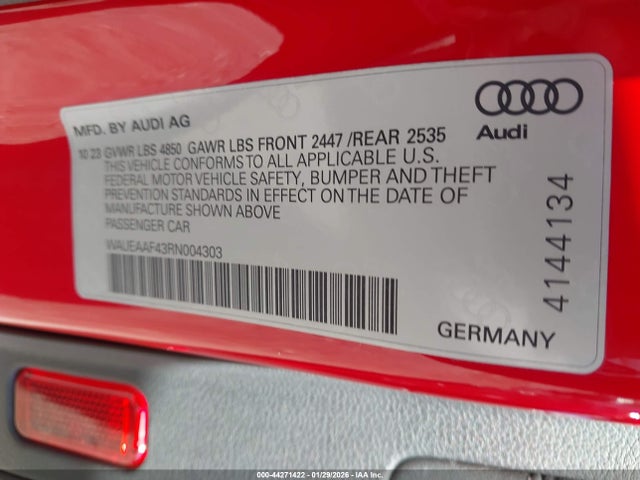 MFD. BY AUDI AG
10 23 GVWR LBS 4850 GAWR LBS FRONT 2447 /REAR 2535
THIS VEHICLE CONFORMS TO ALL APPLICABLE U.S.
FEDERAL MOTOR VEHICLE SAFETY, BUMPER AND THEFT
PREVENTION STANDARDS IN EFFECT ON THE DATE OF
MANUFACTURE SHOWN ABOVE
PASSENGER CAR
WAUEAAF43RN004303
Audi
4144134
GERMANY
000-44271422 | 01/29/2026 | IAA Inc.